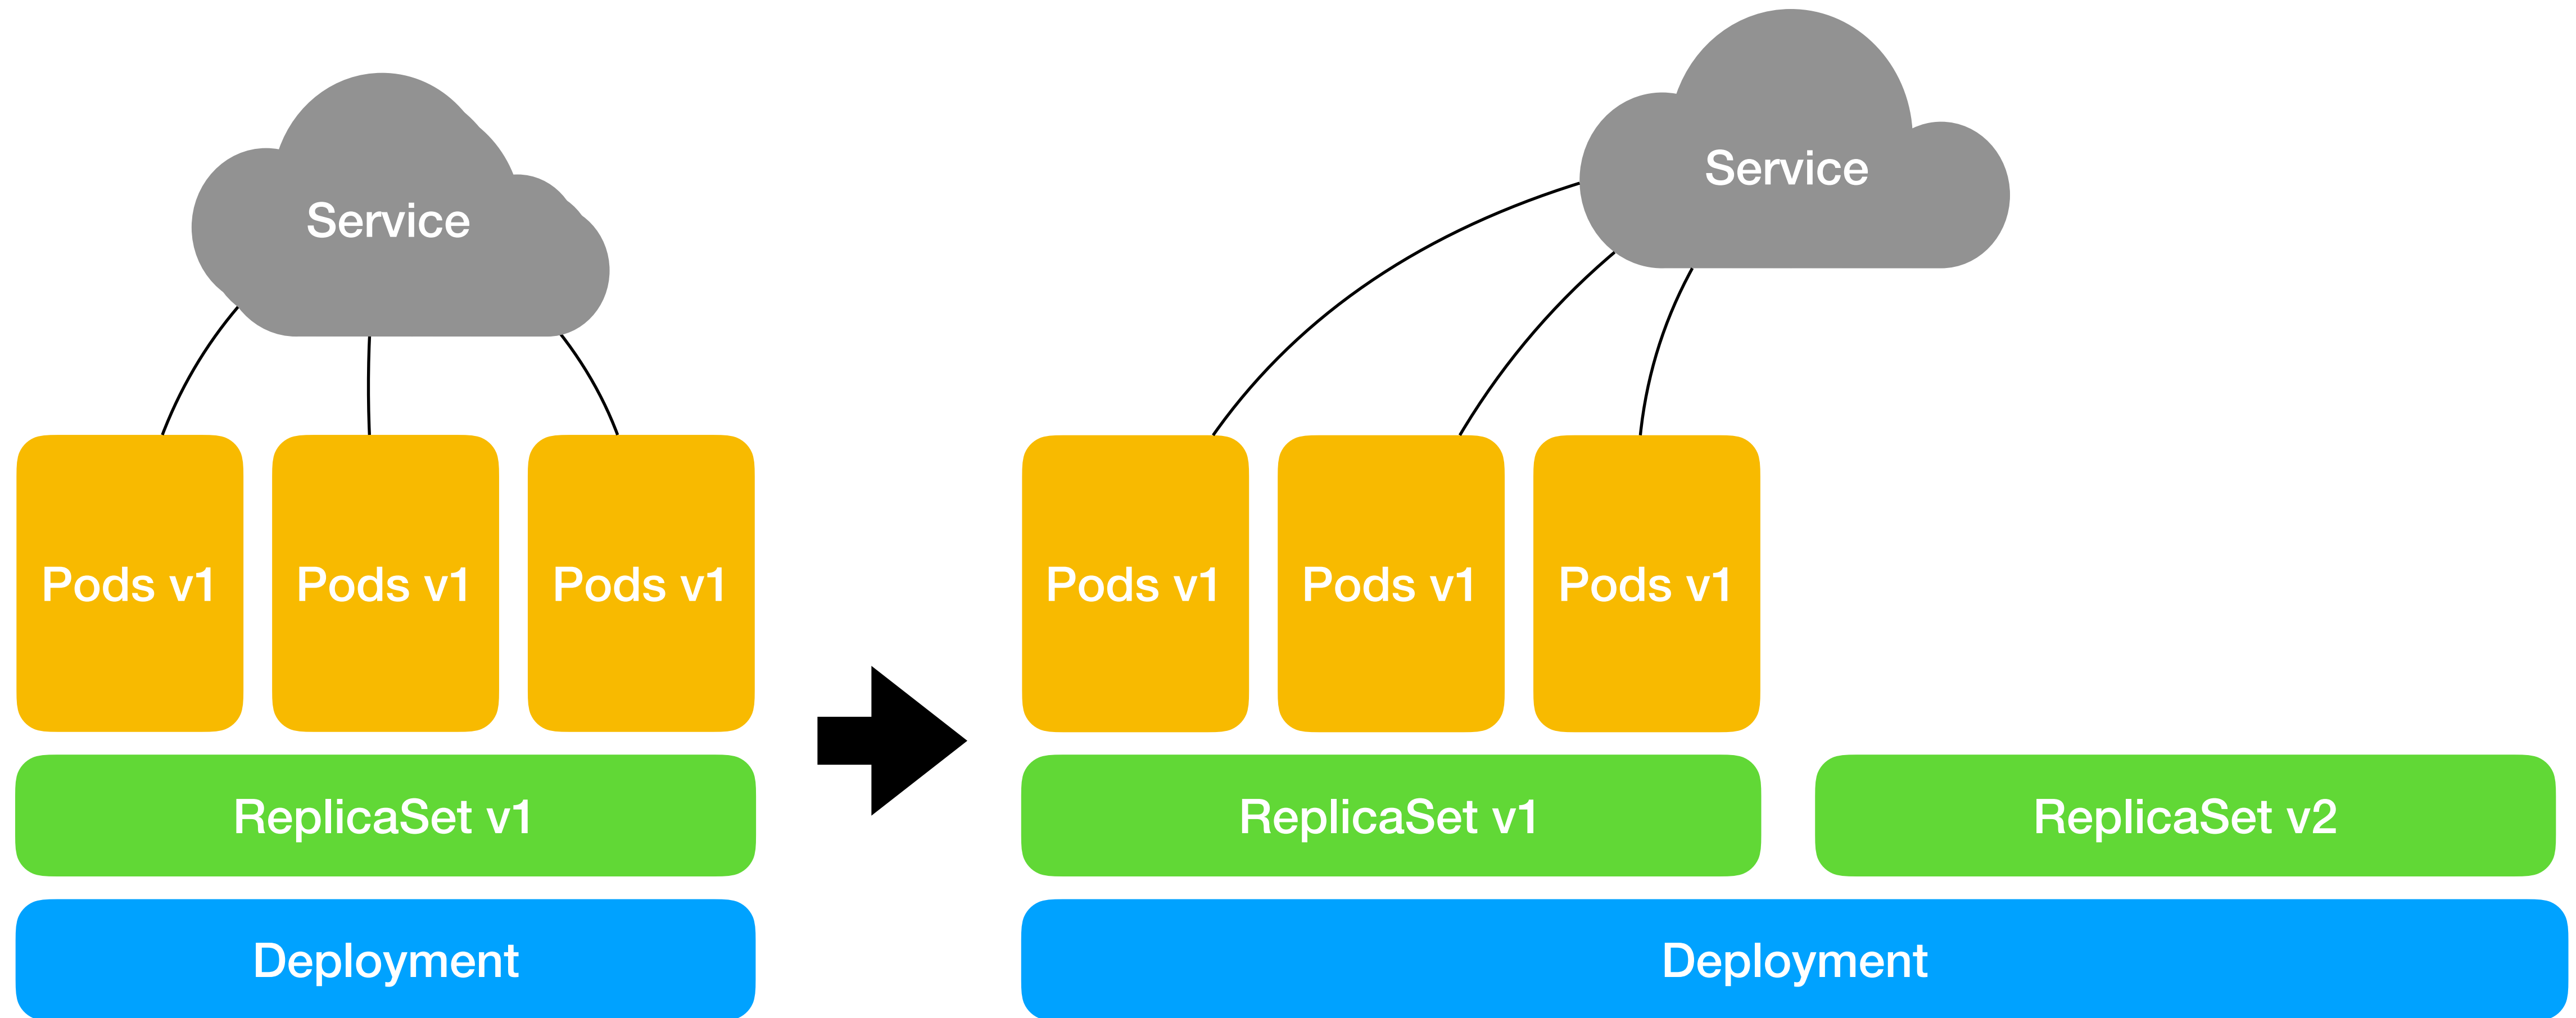 Service
Pods v1
Pods v1
Pods v1
ReplicaSet v1
Deployment
Service
Pods v1
Pods v1
Pods v1
ReplicaSet v1
ReplicaSet v2
Deployment